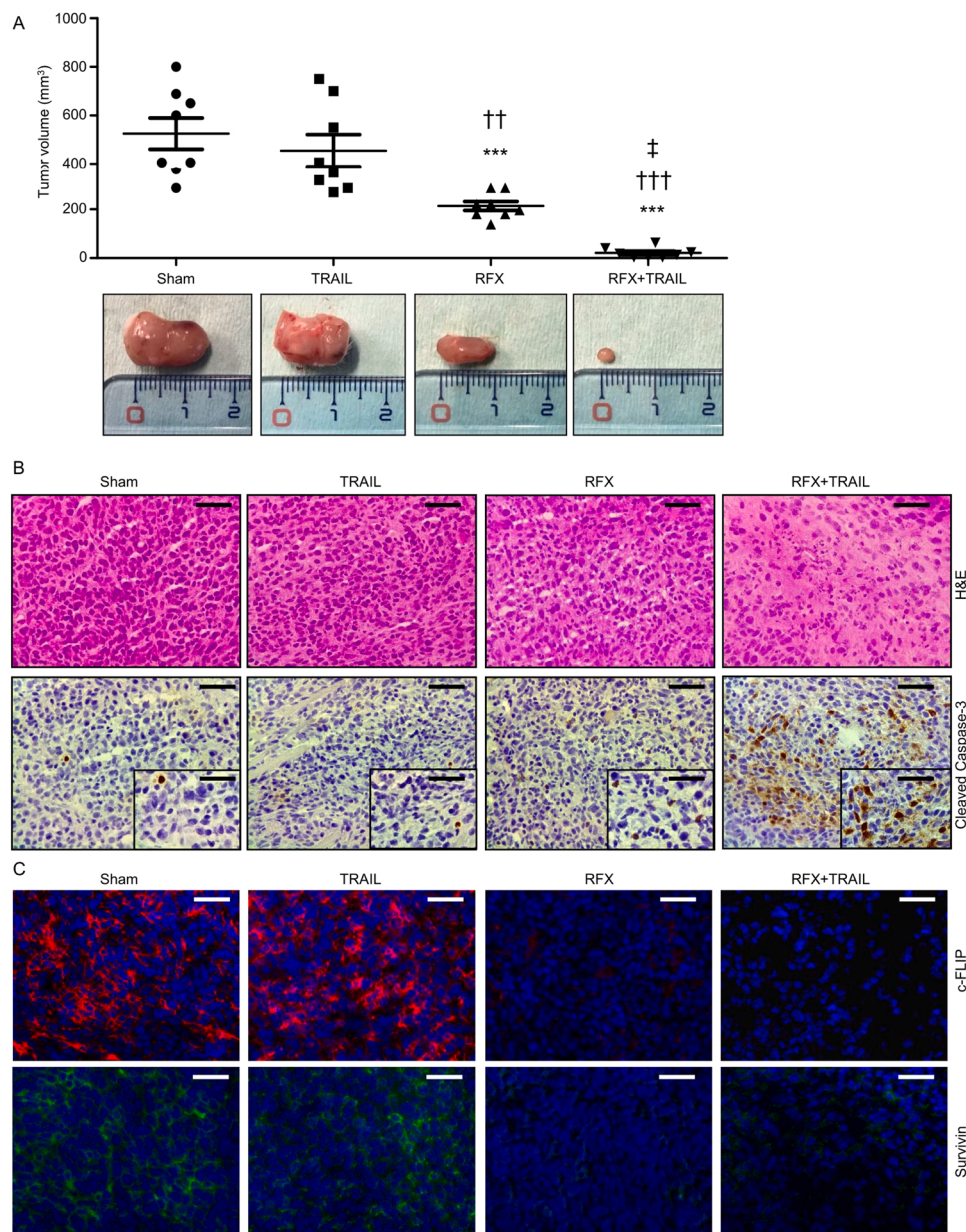 A
Tumor volume (mm³)
1000
800
600
400
200
0
††
***
‡
†††
***
Sham TRAIL RFX RFX+TRAIL
0 1 2
0 1 2
0 1 2
0 1 2
B
Sham TRAIL RFX RFX+TRAIL
H&E
Cleaved Caspase-3
C
Sham TRAIL RFX RFX+TRAIL
c-FLIP
Survivin